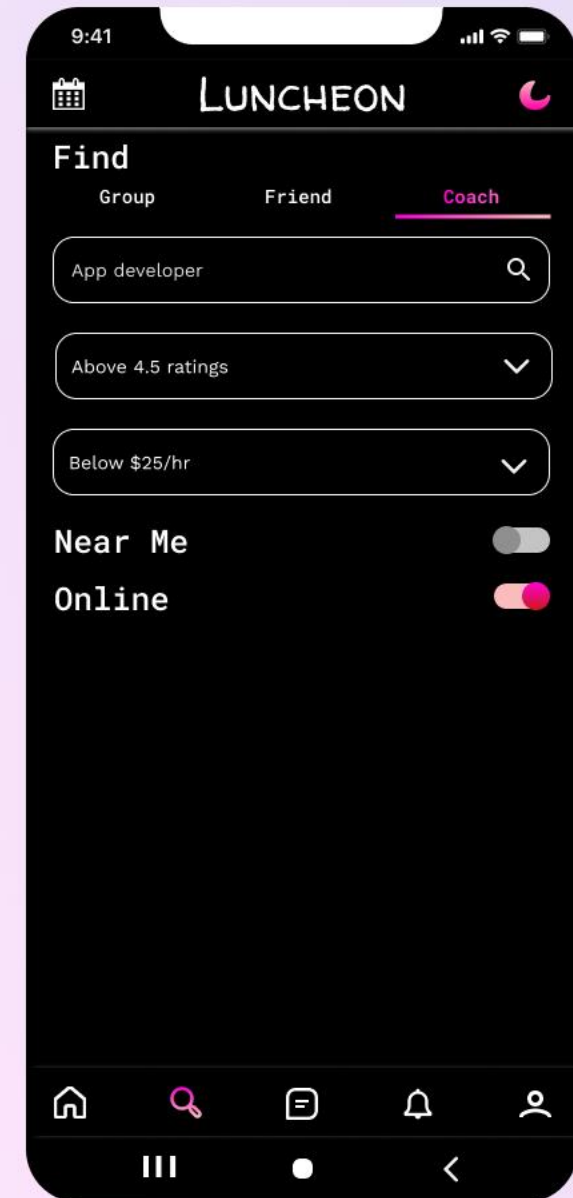 9:41
LUNCHEON
Find
Group Friend Coach
App developer
Above 4.5 ratings
Below $25/hr
Near Me
Online